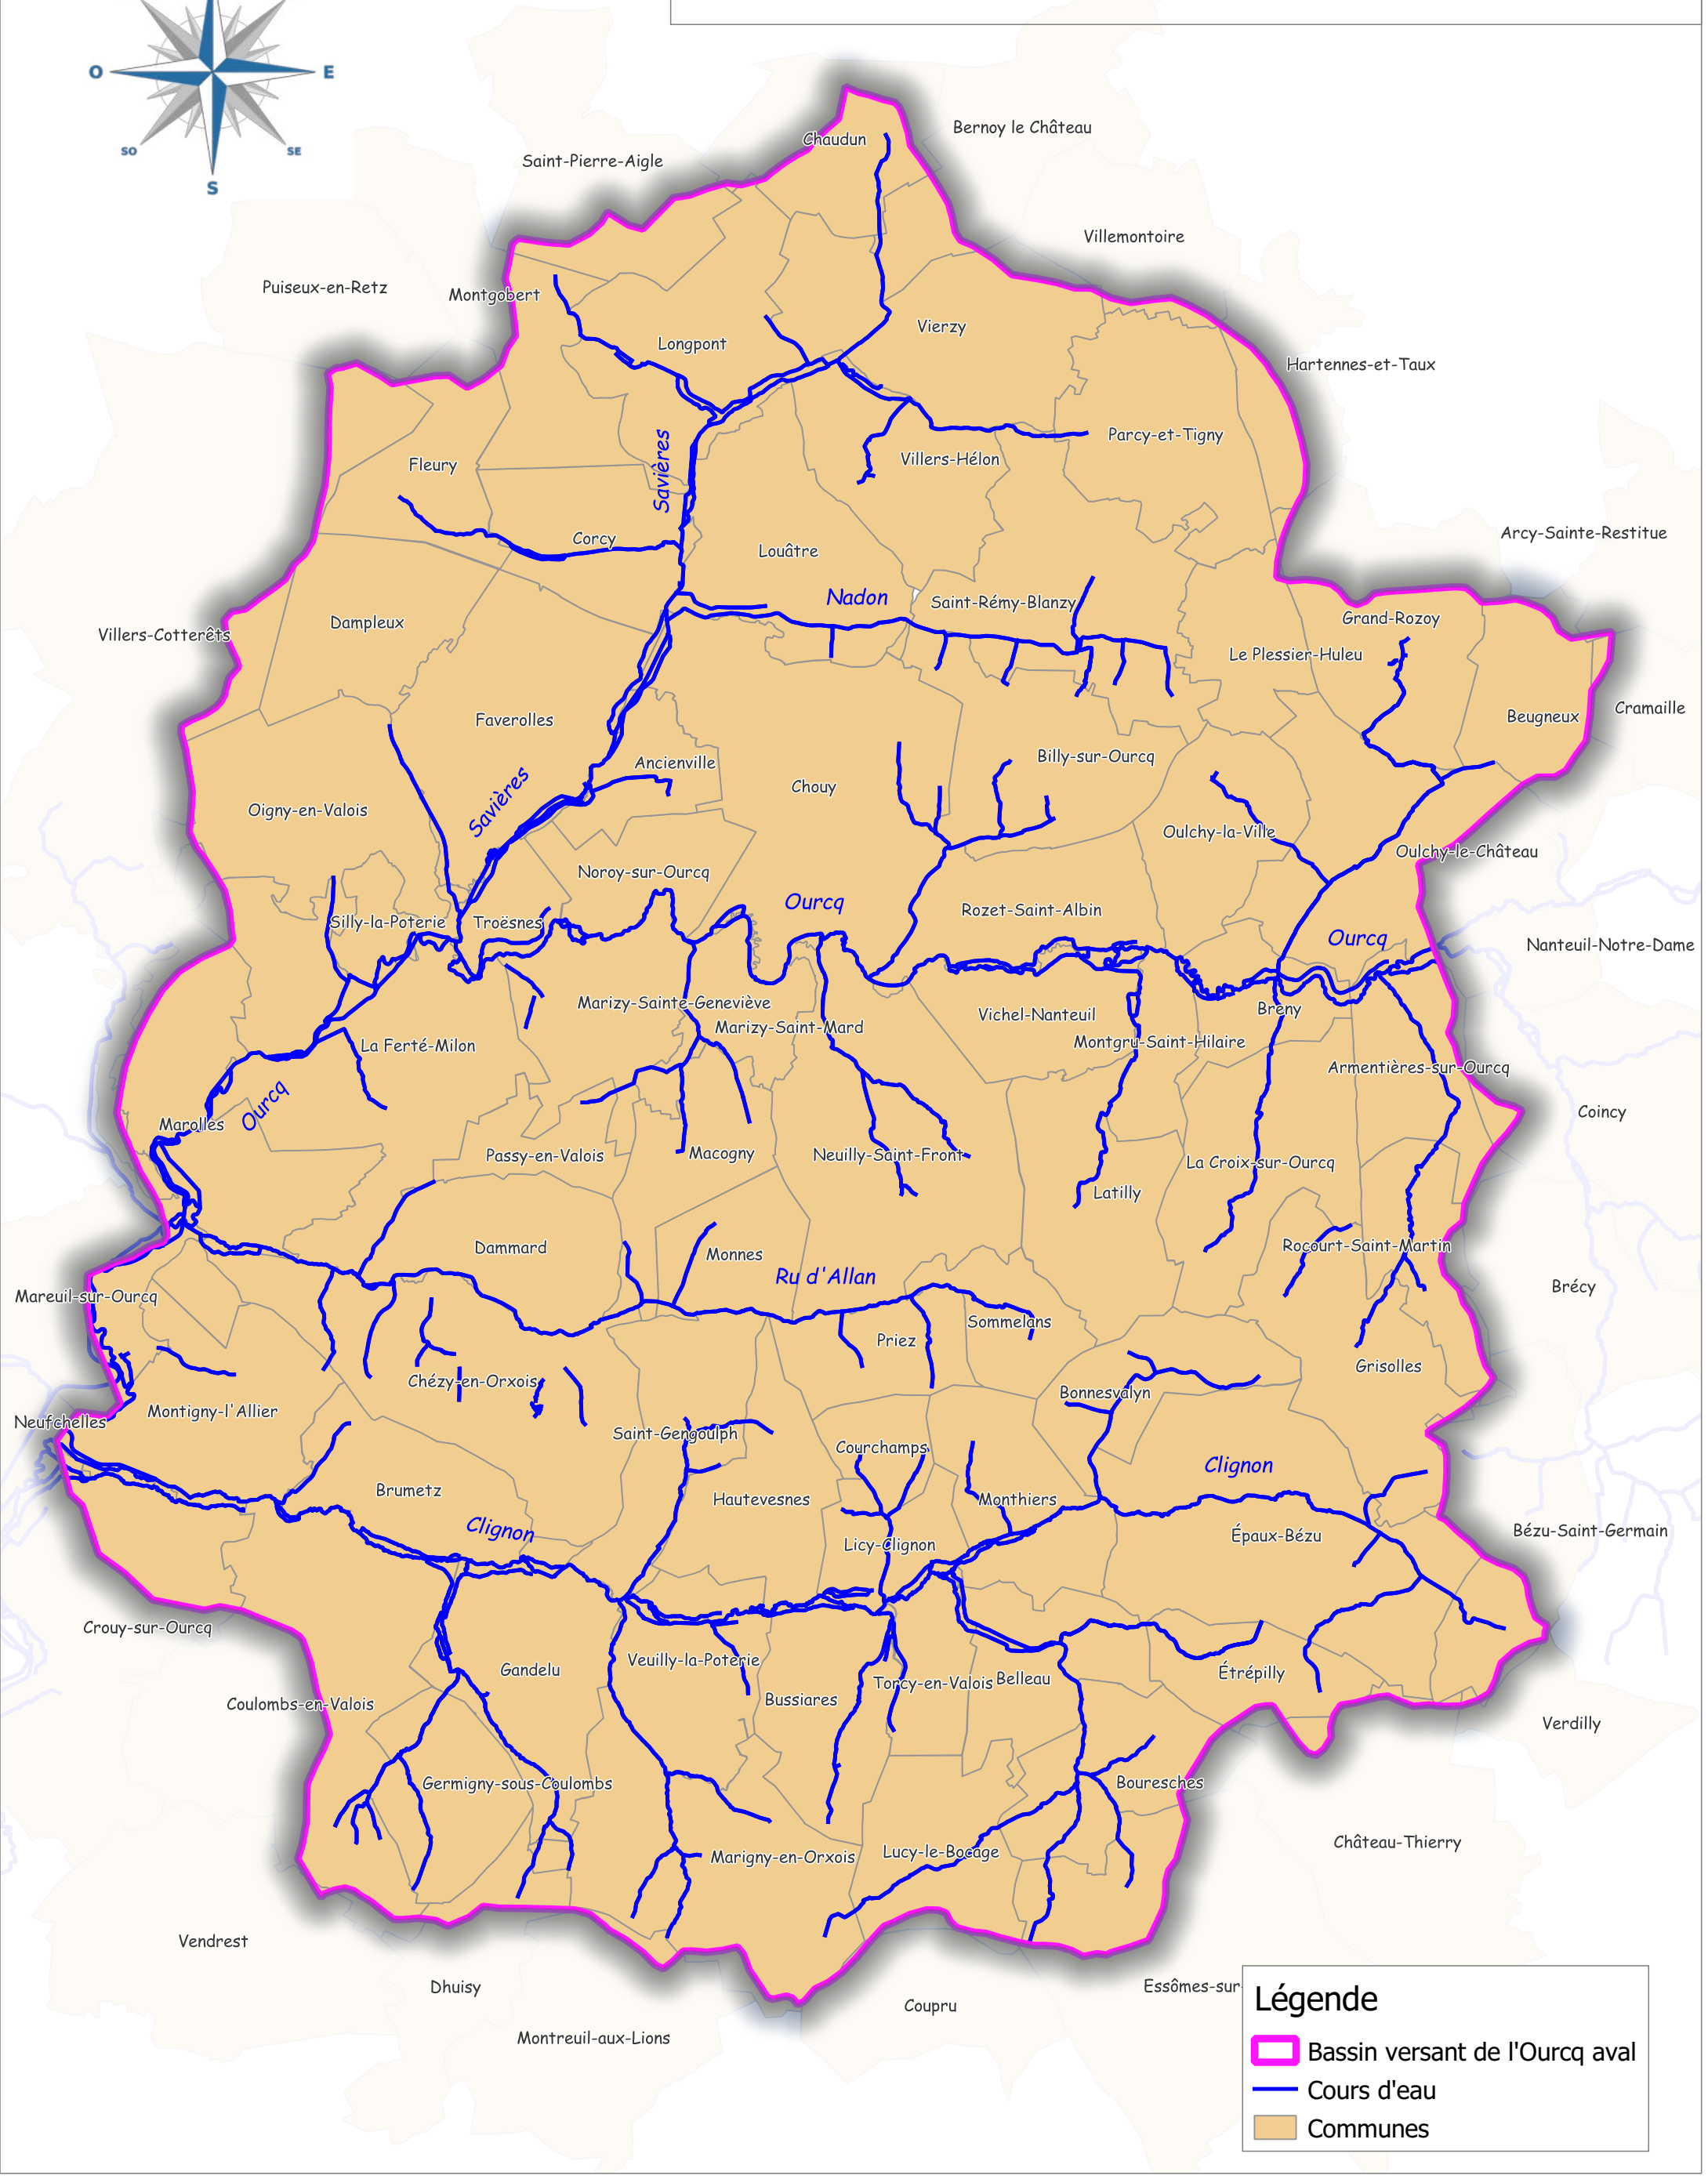 O
E
SO
SE
S
Chaudun
Bernoy le Château
Saint-Pierre-Aigle
Villemontoire
Puiseux-en-Retz
Montgobert
Vierzy
Longpont
Hartennes-et-Taux
Parcy-et-Tigny
Villers-Hélon
Fleury
Savières
Arcy-Sainte-Restitue
Corcy
Louâtre
Nadon
Saint-Rémy-Blanzy
Grand-Rozoy
Dampleux
Villers-Cotterêts
Le Plessier-Huleu
Cramaille
Beugneux
Faverolles
Billy-sur-Ourcq
Ancienville
Chouy
Savières
Oigny-en-Valois
Oulchy-la-Ville
Oulchy-le-Château
Noroy-sur-Ourcq
Ourcq
Rozet-Saint-Albin
Silly-la-Poterie
Troësnes
Ourcq
Nanteuil-Notre-Dame
Marizy-Sainte-Geneviève
Breny
Vichel-Nanteuil
Marizy-Saint-Mard
Montgru-Saint-Hilaire
La Ferté-Milon
Armentières-sur-Ourcq
Ourcq
Coincy
Marolles
Passy-en-Valois
Macogny
Neuilly-Saint-Front
La Croix-sur-Ourcq
Latilly
Dammard
Monnes
Rocourt-Saint-Martin
Ru d'Allan
Brécy
Mareuil-sur-Ourcq
Sommelans
Priez
Grisolles
Chézy-en-Orxois
Bonnesvalyn
Montigny-l'Allier
Neufchelles
Saint-Gengoulph
Courchamps
Clignon
Brumetz
Hautevesnes
Monthiers
Clignon
Bézu-Saint-Germain
Épaux-Bézu
Licy-Clignon
Crouy-sur-Ourcq
Veuilly-la-Poterie
Gandelu
Étrépilly
Torcy-en-Valois
Belleau
Bussiares
Coulombs-en-Valois
Verdilly
Germigny-sous-Coulombs
Bouresches
Château-Thierry
Lucy-le-Bocage
Marigny-en-Orxois
Vendrest
Dhuisy
Essômes-sur
Coupru
Montreuil-aux-Lions
Légende
Bassin versant de l'Ourcq aval
Cours d'eau
Communes